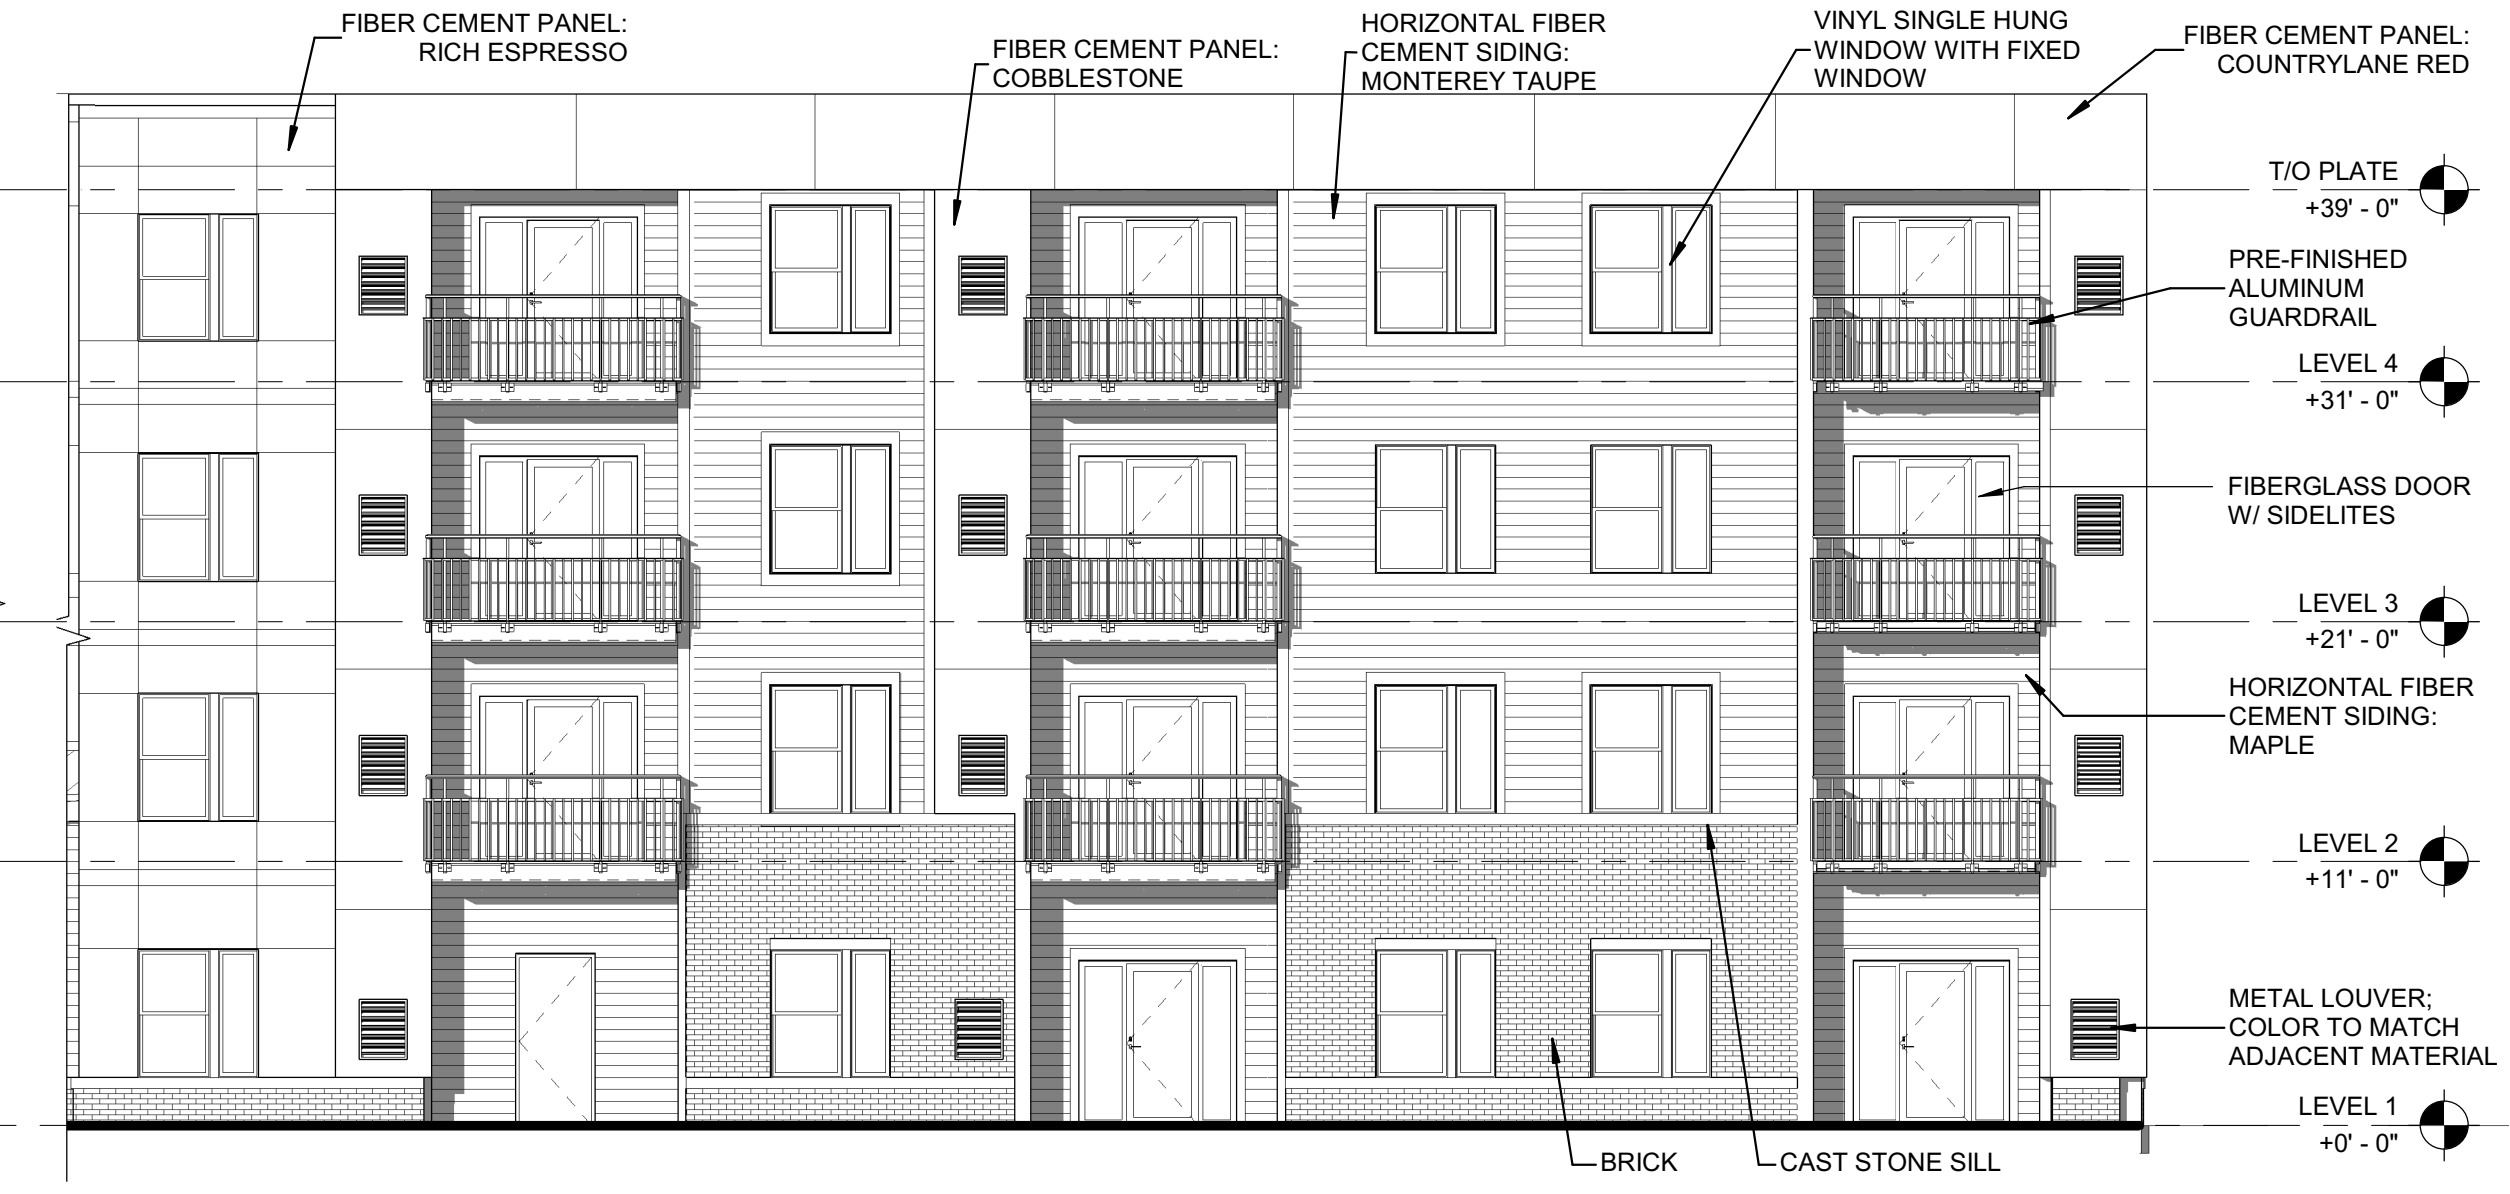 FIBER CEMENT PANEL:
RICH ESPRESSO
FIBER CEMENT PANEL:
COBBLESTONE
HORIZONTAL FIBER
CEMENT SIDING:
MONTEREY TAUPE
VINYL SINGLE HUNG
WINDOW WITH FIXED
WINDOW
FIBER CEMENT PANEL:
COUNTRYLANE RED
T/O PLATE
+39' - 0"
PRE-FINISHED
ALUMINUM
GUARDRAIL
LEVEL 4
+31' - 0"
FIBERGLASS DOOR
W/ SIDELITES
LEVEL 3
+21' - 0"
HORIZONTAL FIBER
CEMENT SIDING:
MAPLE
LEVEL 2
+11' - 0"
METAL LOUVER;
COLOR TO MATCH
ADJACENT MATERIAL
LEVEL 1
+0' - 0"
BRICK
CAST STONE SILL